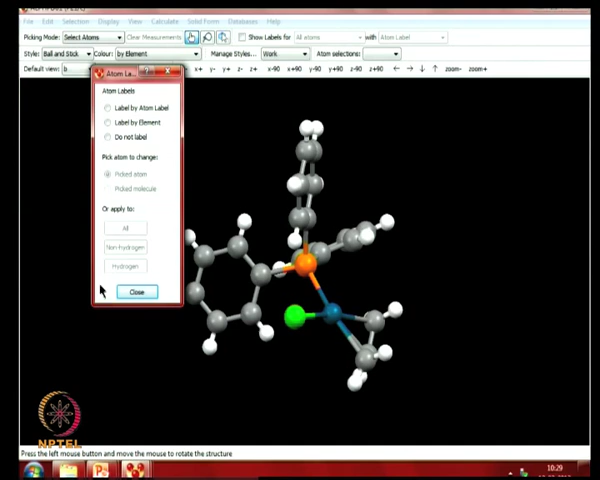 File Edit Selection Display View Calculate Solid Form Databases Help
Picking Mode: Select Atoms Clear Measurements Show Labels for All atoms with Atom Label
Style: Ball and Stick Colour: by Element Manage Styles... Work Atom selections:
Default view: b x+ y- y+ z- z+ x-90 x+90 y-90 y+90 z-90 z+90 ← → ↓ ↑ zoom- zoom+
Atom La...
Atom Labels
Label by Atom Label
Label by Element
Do not label
Pick atom to change:
Picked atom
Picked molecule
Or apply to:
All
Non-hydrogen
Hydrogen
Close
NPTEL
Press the left mouse button and move the mouse to rotate the structure
10:29